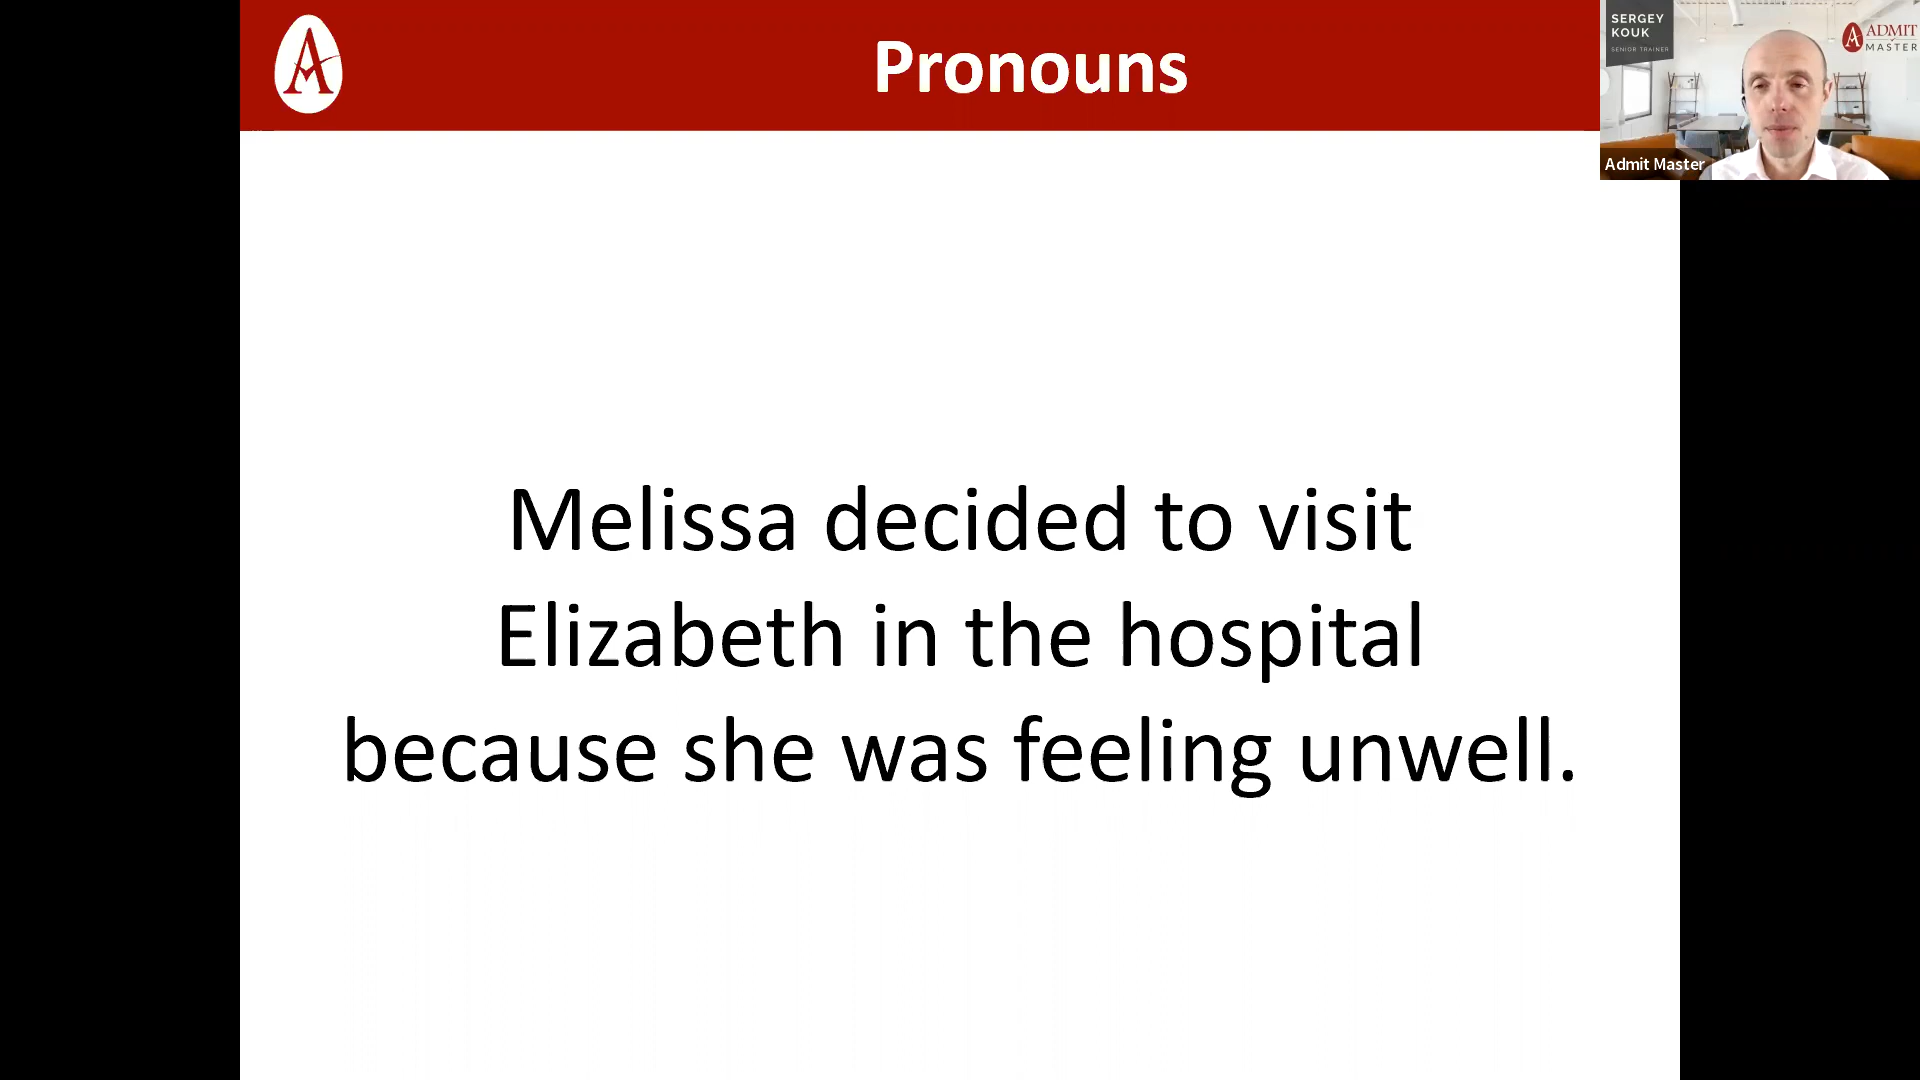 Pronouns
SERGEY
KOUK
SENIOR TRAINER
ADMIT
MASTER
Admit Master
Melissa decided to visit
Elizabeth in the hospital
because she was feeling unwell.